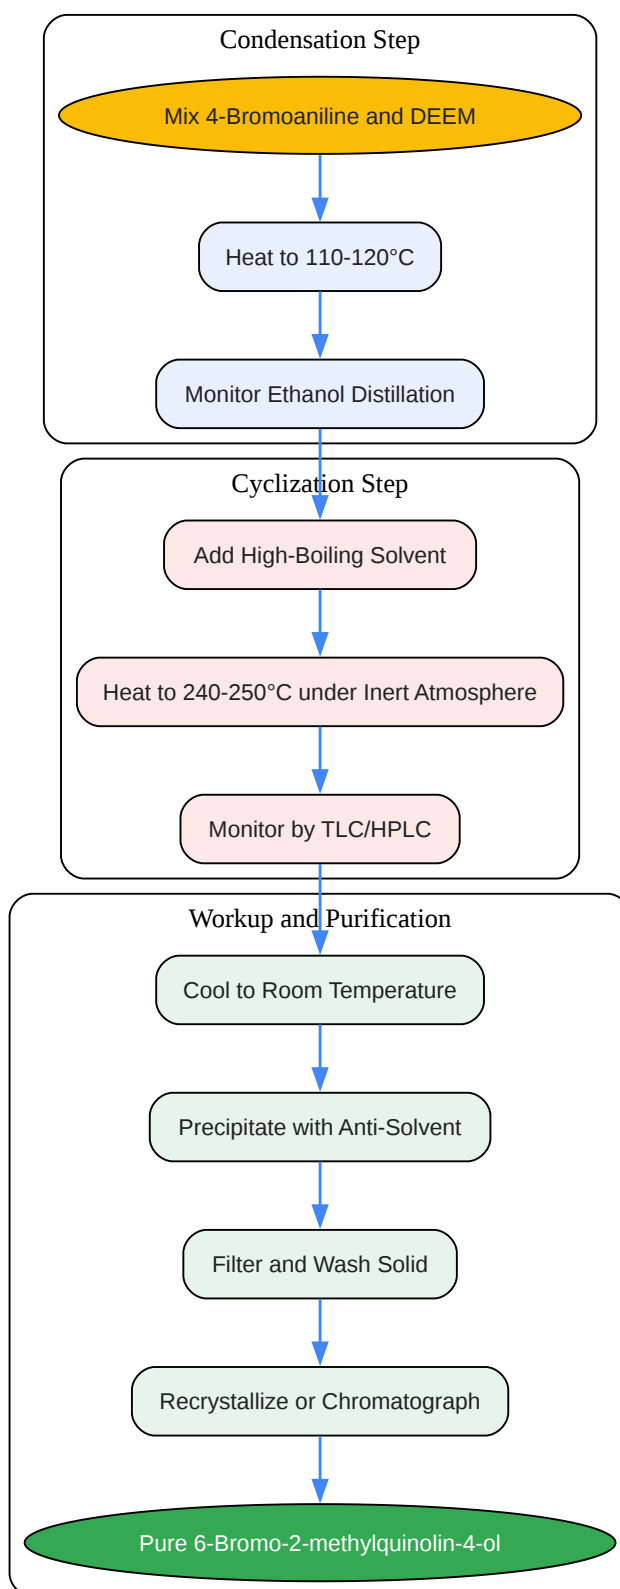 Condensation Step
Mix 4-Bromoaniline and DEEM
Heat to 110-120°C
Monitor Ethanol Distillation
Cyclization Step
Add High-Boiling Solvent
Heat to 240-250°C under Inert Atmosphere
Monitor by TLC/HPLC
Workup and Purification
Cool to Room Temperature
Precipitate with Anti-Solvent
Filter and Wash Solid
Recrystallize or Chromatograph
Pure 6-Bromo-2-methylquinolin-4-ol